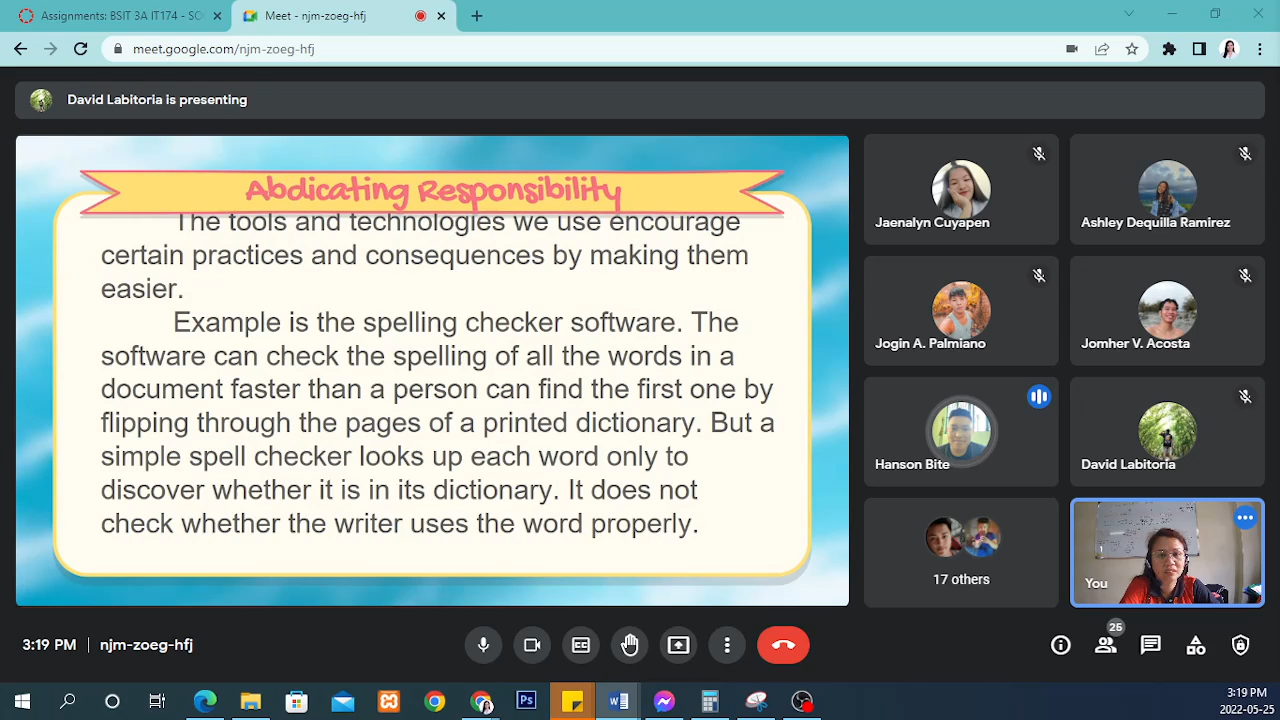 Assignments: BSIT 3A IT174 - SO
Meet - njm-zoeg-hfj
meet.google.com/njm-zoeg-hfj
David Labitoria is presenting
Abdicating Responsibility
The tools and technologies we use encourage
certain practices and consequences by making them
easier.
Example is the spelling checker software. The
software can check the spelling of all the words in a
document faster than a person can find the first one by
flipping through the pages of a printed dictionary. But a
simple spell checker looks up each word only to
discover whether it is in its dictionary. It does not
check whether the writer uses the word properly.
Jaenalyn Cuyapen
Ashley Dequilla Ramirez
Jogin A. Palmiano
Jomher V. Acosta
Hanson Bite
David Labitoria
17 others
You
3:19 PM | njm-zoeg-hfj
CC
25
Ps
W
3:19 PM
2022-05-25